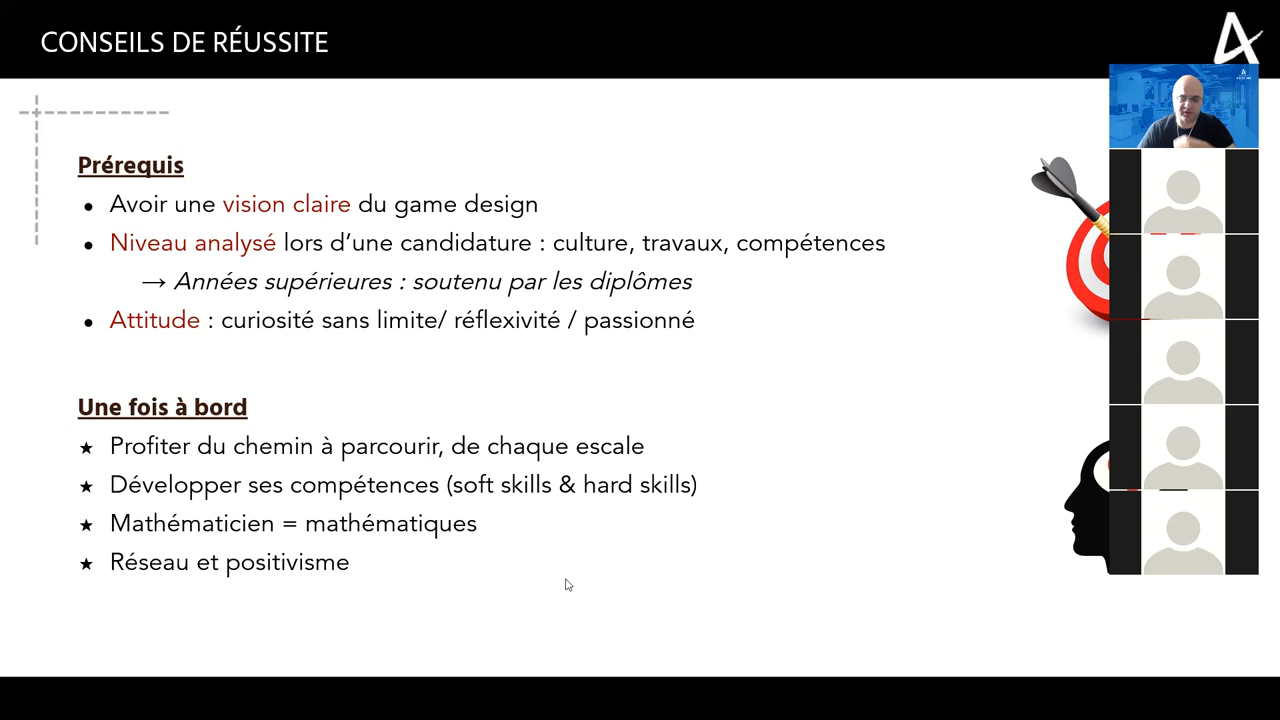 CONSEILS DE RÉUSSITE
Prérequis
● Avoir une vision claire du game design
● Niveau analysé lors d’une candidature : culture, travaux, compétences
→ Années supérieures : soutenu par les diplômes
● Attitude : curiosité sans limite/ réflexivité / passionné
Une fois à bord
★ Profiter du chemin à parcourir, de chaque escale
★ Développer ses compétences (soft skills & hard skills)
★ Mathématicien = mathématiques
★ Réseau et positivisme